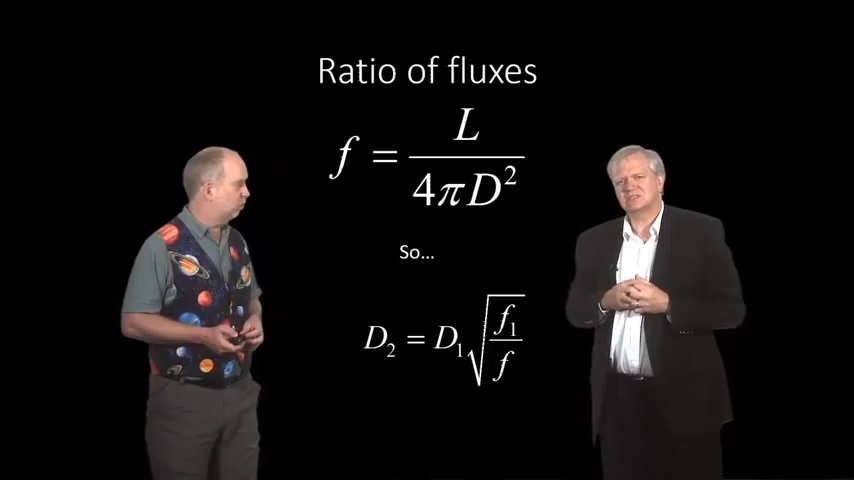 Ratio of fluxes
f = L / 4πD²
So...
D₂ = D₁√(f₁/f)